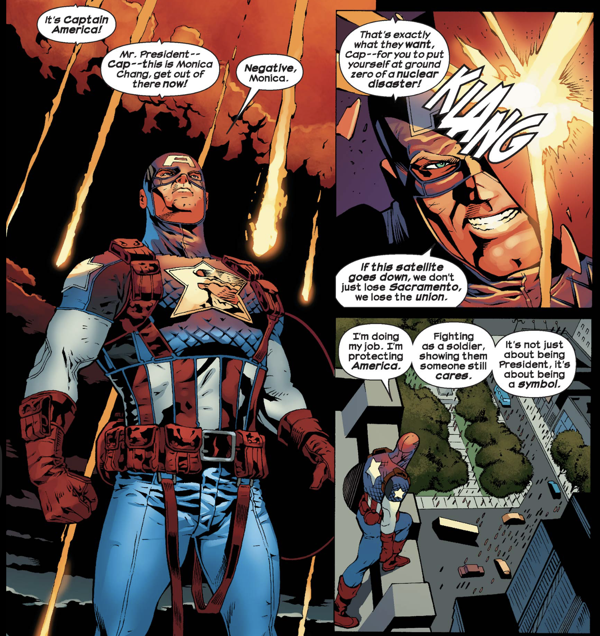 It's Captain
America!
Mr. President--
Cap--this is Monica
Chang, get out of
there now!
Negative,
Monica.
A
That's exactly
what they want,
Cap--for you to put
yourself at ground
zero of a nuclear
disaster!
KLANG
If this satellite
goes down, we don't
just lose Sacramento,
we lose the union.
I'm doing
my job. I'm
protecting
America.
Fighting
as a soldier,
showing them
someone still
cares.
It's not just
about being
President, it's
about being
a symbol.